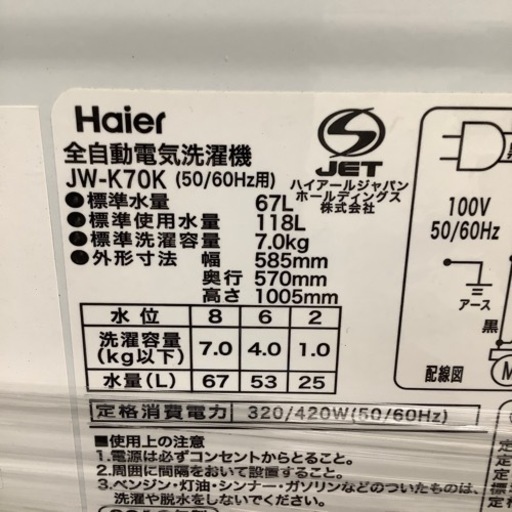 Haier
全自動電気洗濯機
JW-K70K (50/60Hz用)
●標準水量 67L
●標準使用水量 118L
●標準洗濯容量 7.0kg
●外形寸法 幅 585mm
奥行 570mm
高さ 1005mm
S
JET
ハイアールジャパン
ホールディングス
株式会社
100V
50/60Hz
アース
黒
配線図
水位 8 6 2
洗濯容量
(kg以下) 7.0 4.0 1.0
水量(L) 67 53 25
定格消費電力 320/420W(50/60Hz)
■使用上の注意
1.電源は必ずコンセントからとること。
2.周囲に間隔をおいて設置すること。
3.ベンジン・灯油・シンナー・ガソリンなどのついたものは、
洗濯や脱水をしないでください。